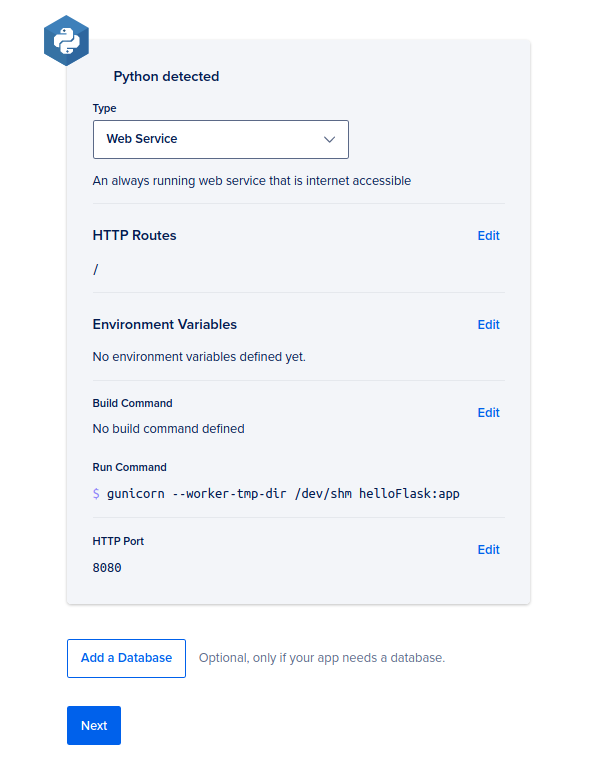 Python detected
Type
Web Service
An always running web service that is internet accessible
HTTP Routes
Edit
/
Environment Variables
Edit
No environment variables defined yet.
Build Command
Edit
No build command defined
Run Command
$ gunicorn --worker-tmp-dir /dev/shm helloFlask:app
HTTP Port
Edit
8080
Add a Database
Optional, only if your app needs a database.
Next